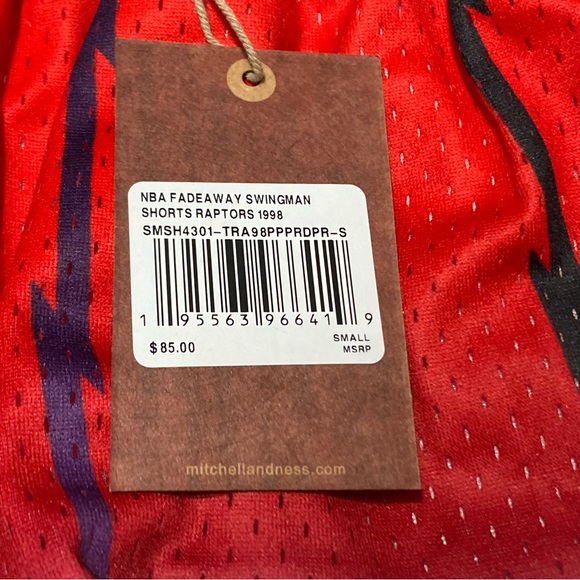 NBA FADEAWAY SWINGMAN
SHORTS RAPTORS 1998
SMSH4301-TRA98PPPRDPR-S
1 95563 96641 9
$85.00
SMALL
MSRP
mitchellandness.com